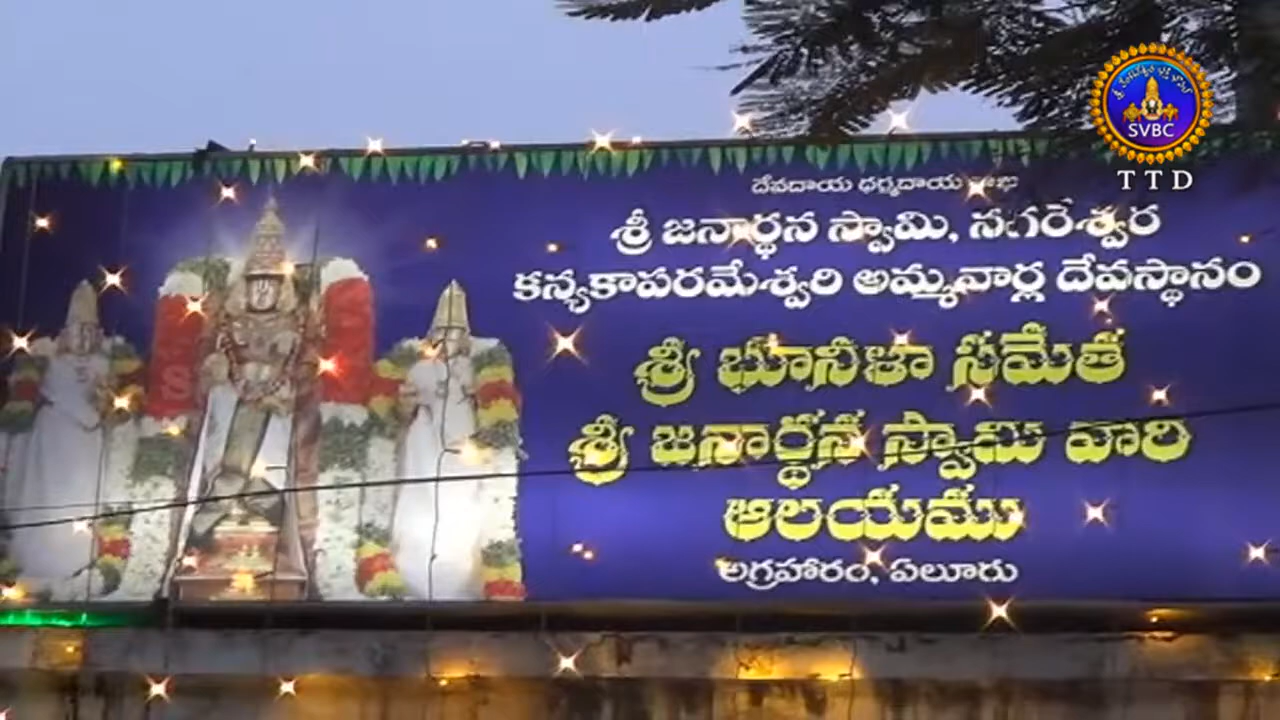 దేవదాయ ధర్మదాయ శాఖ
శ్రీ జనార్ధన స్వామి, నగరేశ్వర
కన్యకాపరమేశ్వరి అమ్మవార్ల దేవస్థానం
శ్రీ భూనీళా సమేత
శ్రీ జనార్ధన స్వామి వారి
ఆలయము
అగ్రహారం, ఏలూరు
SVBC
TTD